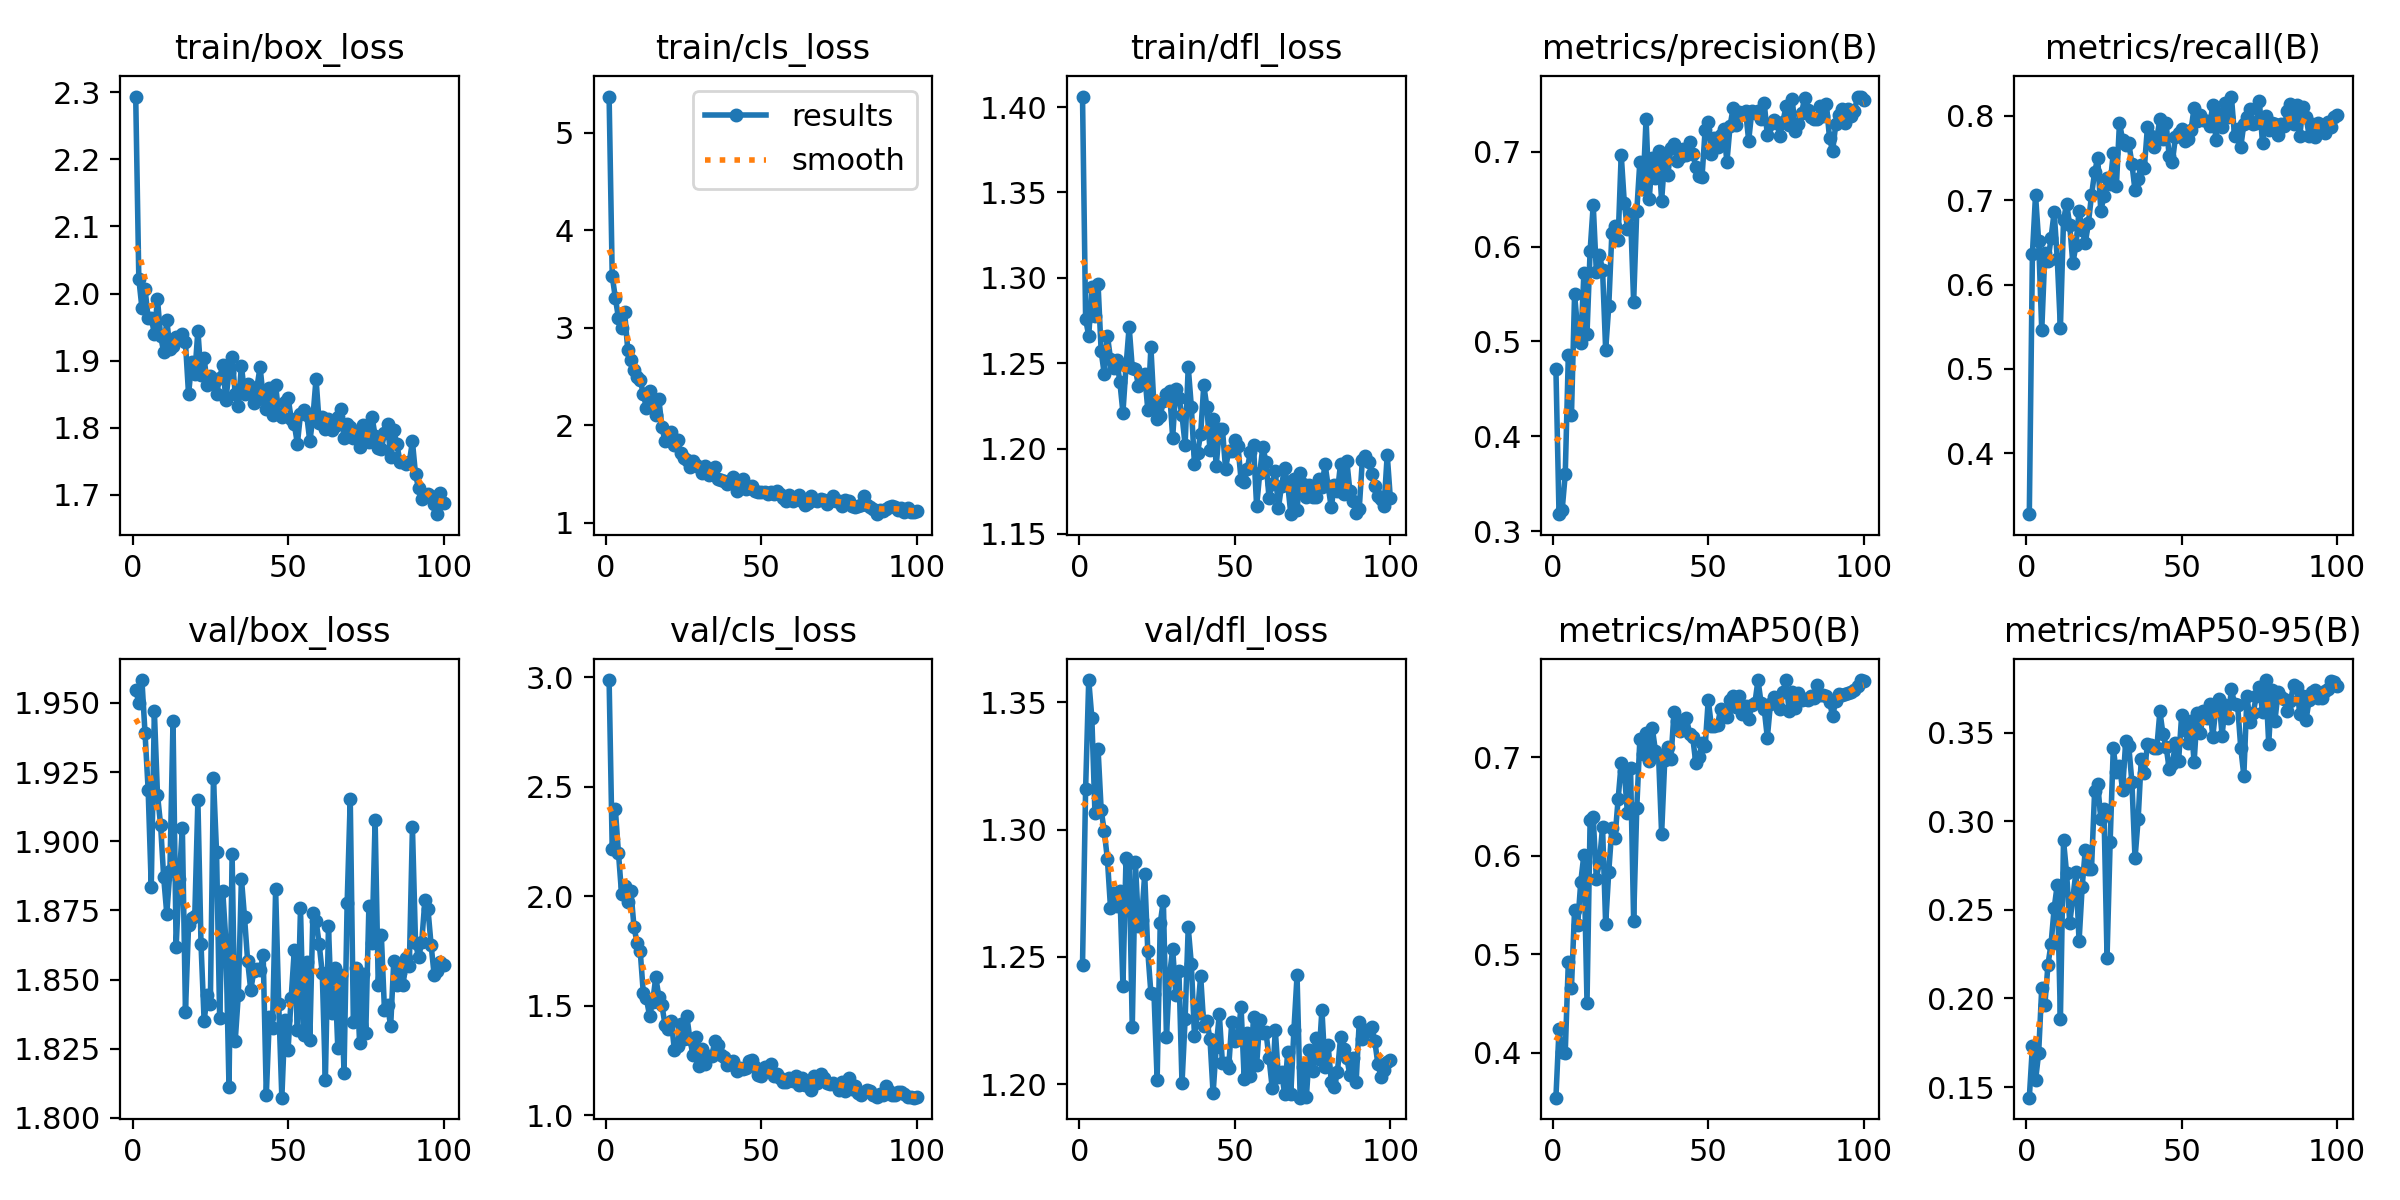 train/box_loss
2.3
2.2
2.1
2.0
1.9
1.8
1.7
0 50 100
train/cls_loss
results
smooth
5
4
3
2
1
0 50 100
train/dfl_loss
1.40
1.35
1.30
1.25
1.20
1.15
0 50 100
metrics/precision(B)
0.7
0.6
0.5
0.4
0.3
0 50 100
metrics/recall(B)
0.8
0.7
0.6
0.5
0.4
0 50 100
val/box_loss
1.950
1.925
1.900
1.875
1.850
1.825
1.800
0 50 100
val/cls_loss
3.0
2.5
2.0
1.5
1.0
0 50 100
val/dfl_loss
1.35
1.30
1.25
1.20
0 50 100
metrics/mAP50(B)
0.7
0.6
0.5
0.4
0 50 100
metrics/mAP50-95(B)
0.35
0.30
0.25
0.20
0.15
0 50 100